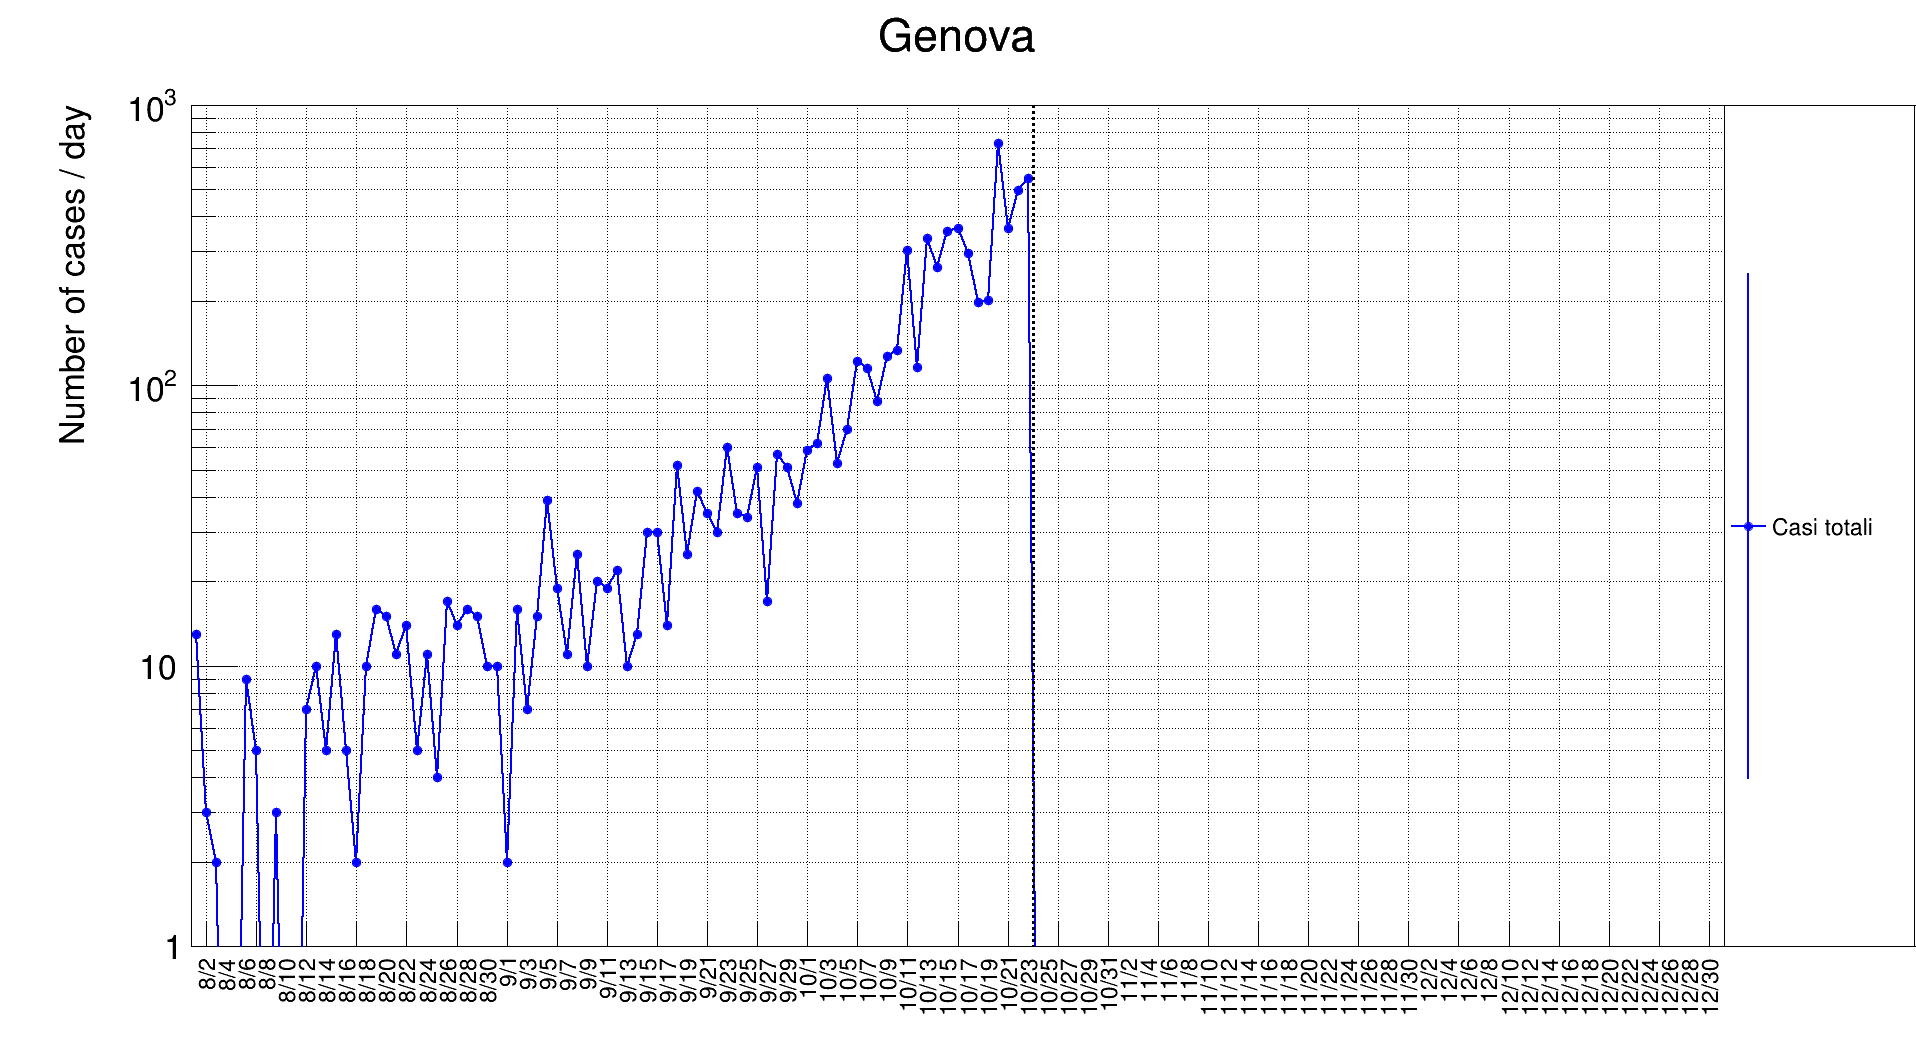 Genova
Number of cases / day
10³
10²
10
1
8/2 8/4 8/6 8/8 8/10 8/12 8/14 8/16 8/18 8/20 8/22 8/24 8/26 8/28 8/30 9/1 9/3 9/5 9/7 9/9 9/11 9/13 9/15 9/17 9/19 9/21 9/23 9/25 9/27 9/29 10/1 10/3 10/5 10/7 10/9 10/11 10/13 10/15 10/17 10/19 10/21 10/23 10/25 10/27 10/29 10/31 11/2 11/4 11/6 11/8 11/10 11/12 11/14 11/16 11/18 11/20 11/22 11/24 11/26 11/28 11/30 12/2 12/4 12/6 12/8 12/10 12/12 12/14 12/16 12/18 12/20 12/22 12/24 12/26 12/28 12/30
Casi totali